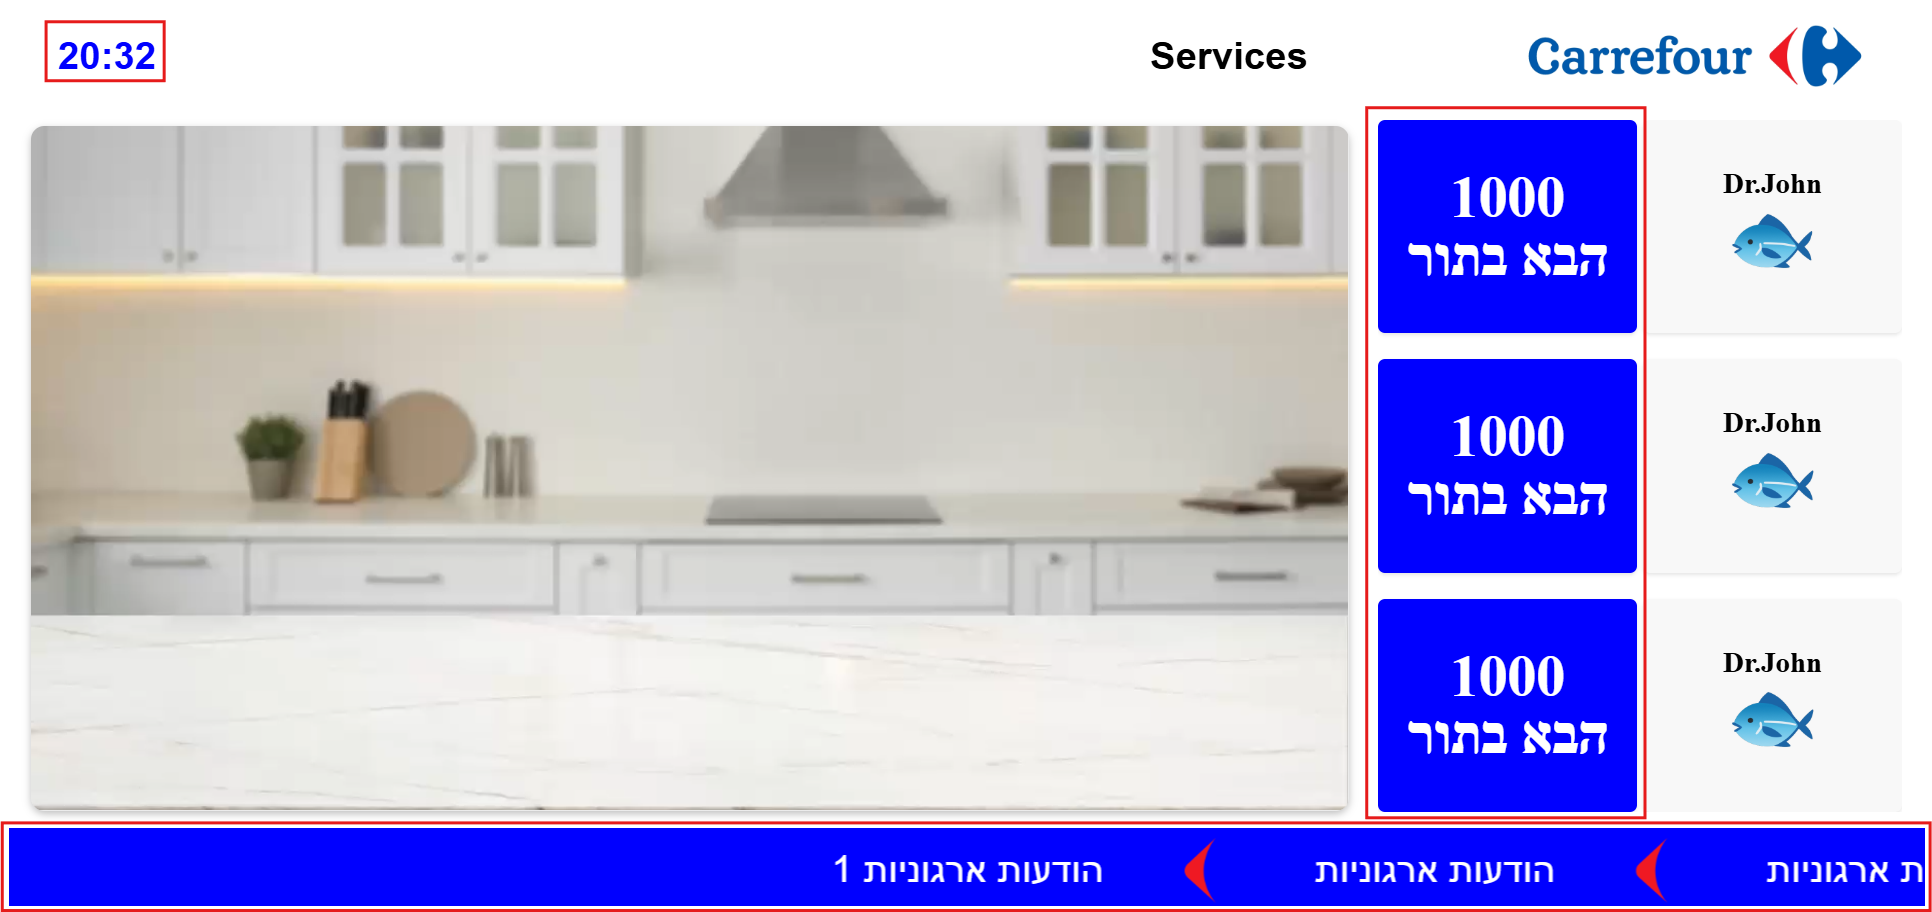 20:32
Services
Carrefour
1000
הבא בתור
Dr.John
1000
הבא בתור
Dr.John
1000
הבא בתור
Dr.John
ת ארגוניות
הודעות ארגוניות
הודעות ארגוניות 1